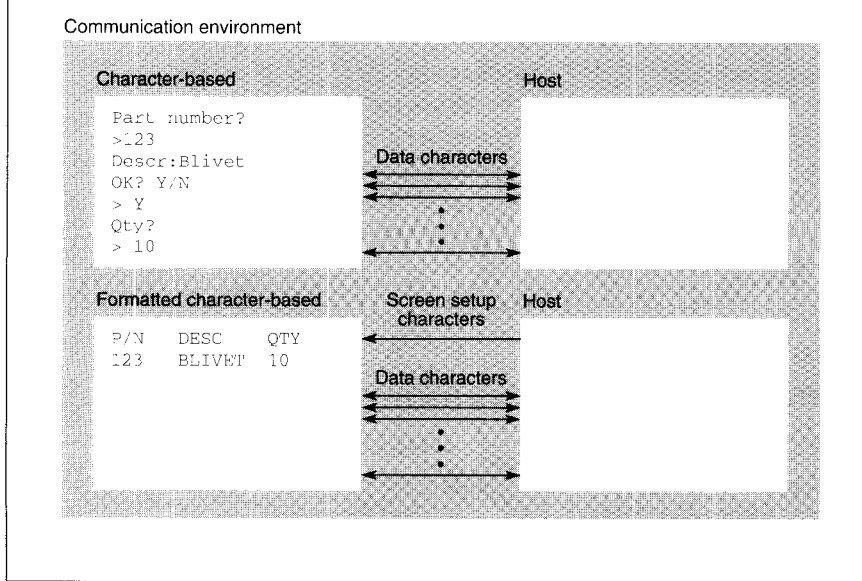 Communication environment
Character-based
Host
Part number?
>123
Descr:Blivet
OK? Y/N
> Y
Qty?
> 10
Data characters
Formatted character-based
Screen setup
characters
Host
P/N DESC QTY
123 BLIVET 10
Data characters